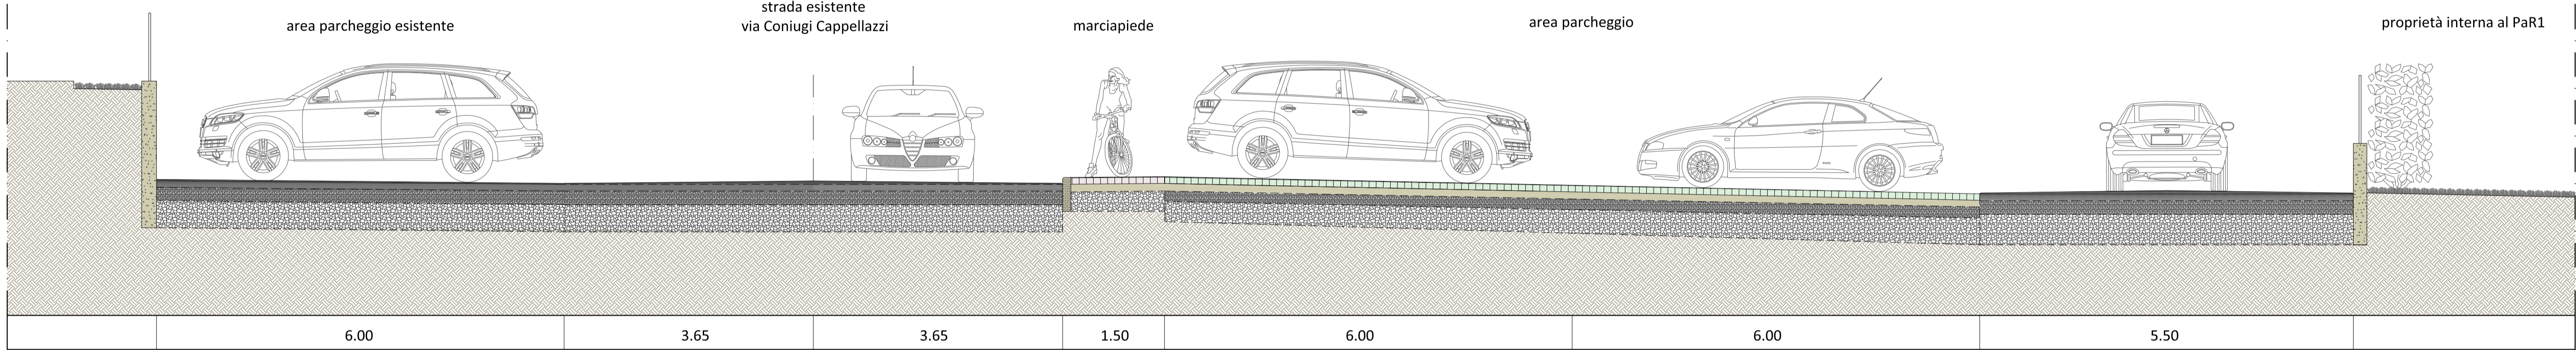 strada esistente
via Coniugi Cappellazzi
area parcheggio esistente
marciapiede
area parcheggio
proprietà interna al PaR1
6.00
3.65
3.65
1.50
6.00
6.00
5.50